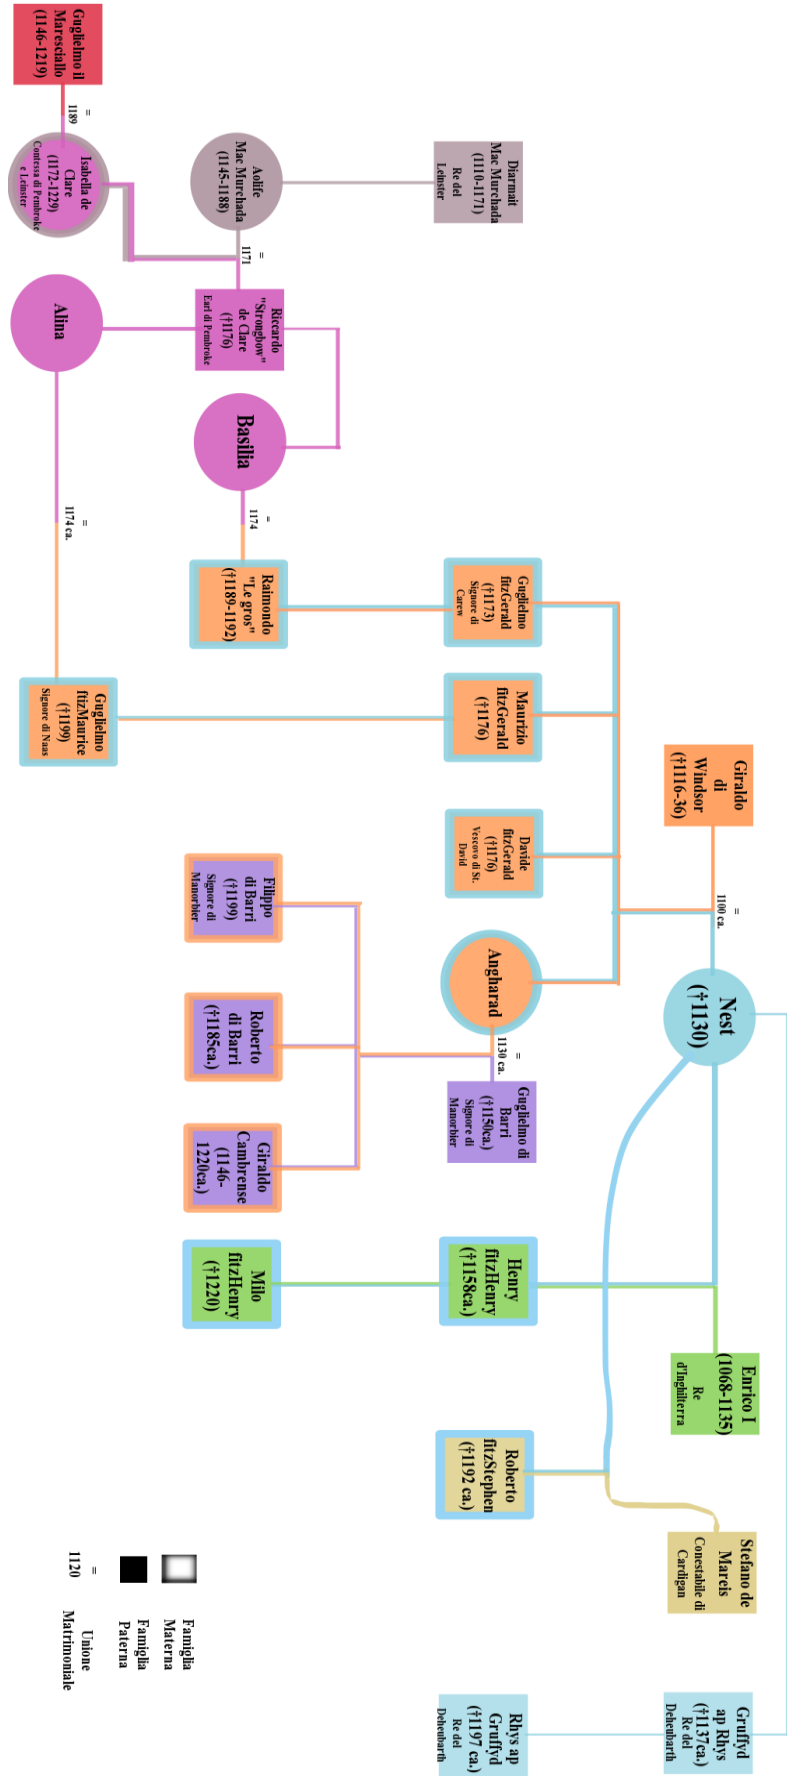 Giraldo
di
Windsor
(†1116-36)
=
1100 ca.
Nest
(†1130)
Enrico I
(1068-1135)
Re
d'Inghilterra
Stefano de
Mareis
Conestabile di
Cardigan
Gruffyd
ap Rhys
(†1137ca.)
Re del
Deheubarth
Diarmait
Mac Murchada
(1110-1171)
Re del
Leinster
Guglielmo
fitzGerald
(†1173)
Signore di
Carew
Maurizio
fitzGerald
(†1176)
Davide
fitzGerald
(†1176)
Vescovo di St.
David
Angharad
=
1130 ca.
Guglielmo di
Barri
(†1150ca.)
Signore di
Manorbier
Henry
fitzHenry
(†1158ca.)
Roberto
fitzStephen
(†1192 ca.)
Rhys ap
Gruffyd
(†1197 ca.)
Re del
Deheubarth
Aolife
Mac Murchada
(1145-1188)
=
1171
Riccardo
"Strongbow"
de Clare
(†1176)
Earl di Pembroke
Basilia
=
1174
Raimondo
"Le gros"
(†1189-1192)
Filippo
di Barri
(†1199)
Signore di
Manorbier
Roberto
di Barri
(†1185ca.)
Giraldo
Cambrense
(1146-
1220ca.)
Milo
fitzHenry
(†1220)
Guglielmo il
Maresciallo
(1146-1219)
=
1189
Isabella de
Clare
(1172-1229)
Contessa di Pembroke
e Leinster
Alina
=
1174 ca.
Guglielmo
ftizMaurice
(†1199)
Signore di Naas
Famiglia
Materna
Famiglia
Paterna
=
1120
Unione
Matrimoniale